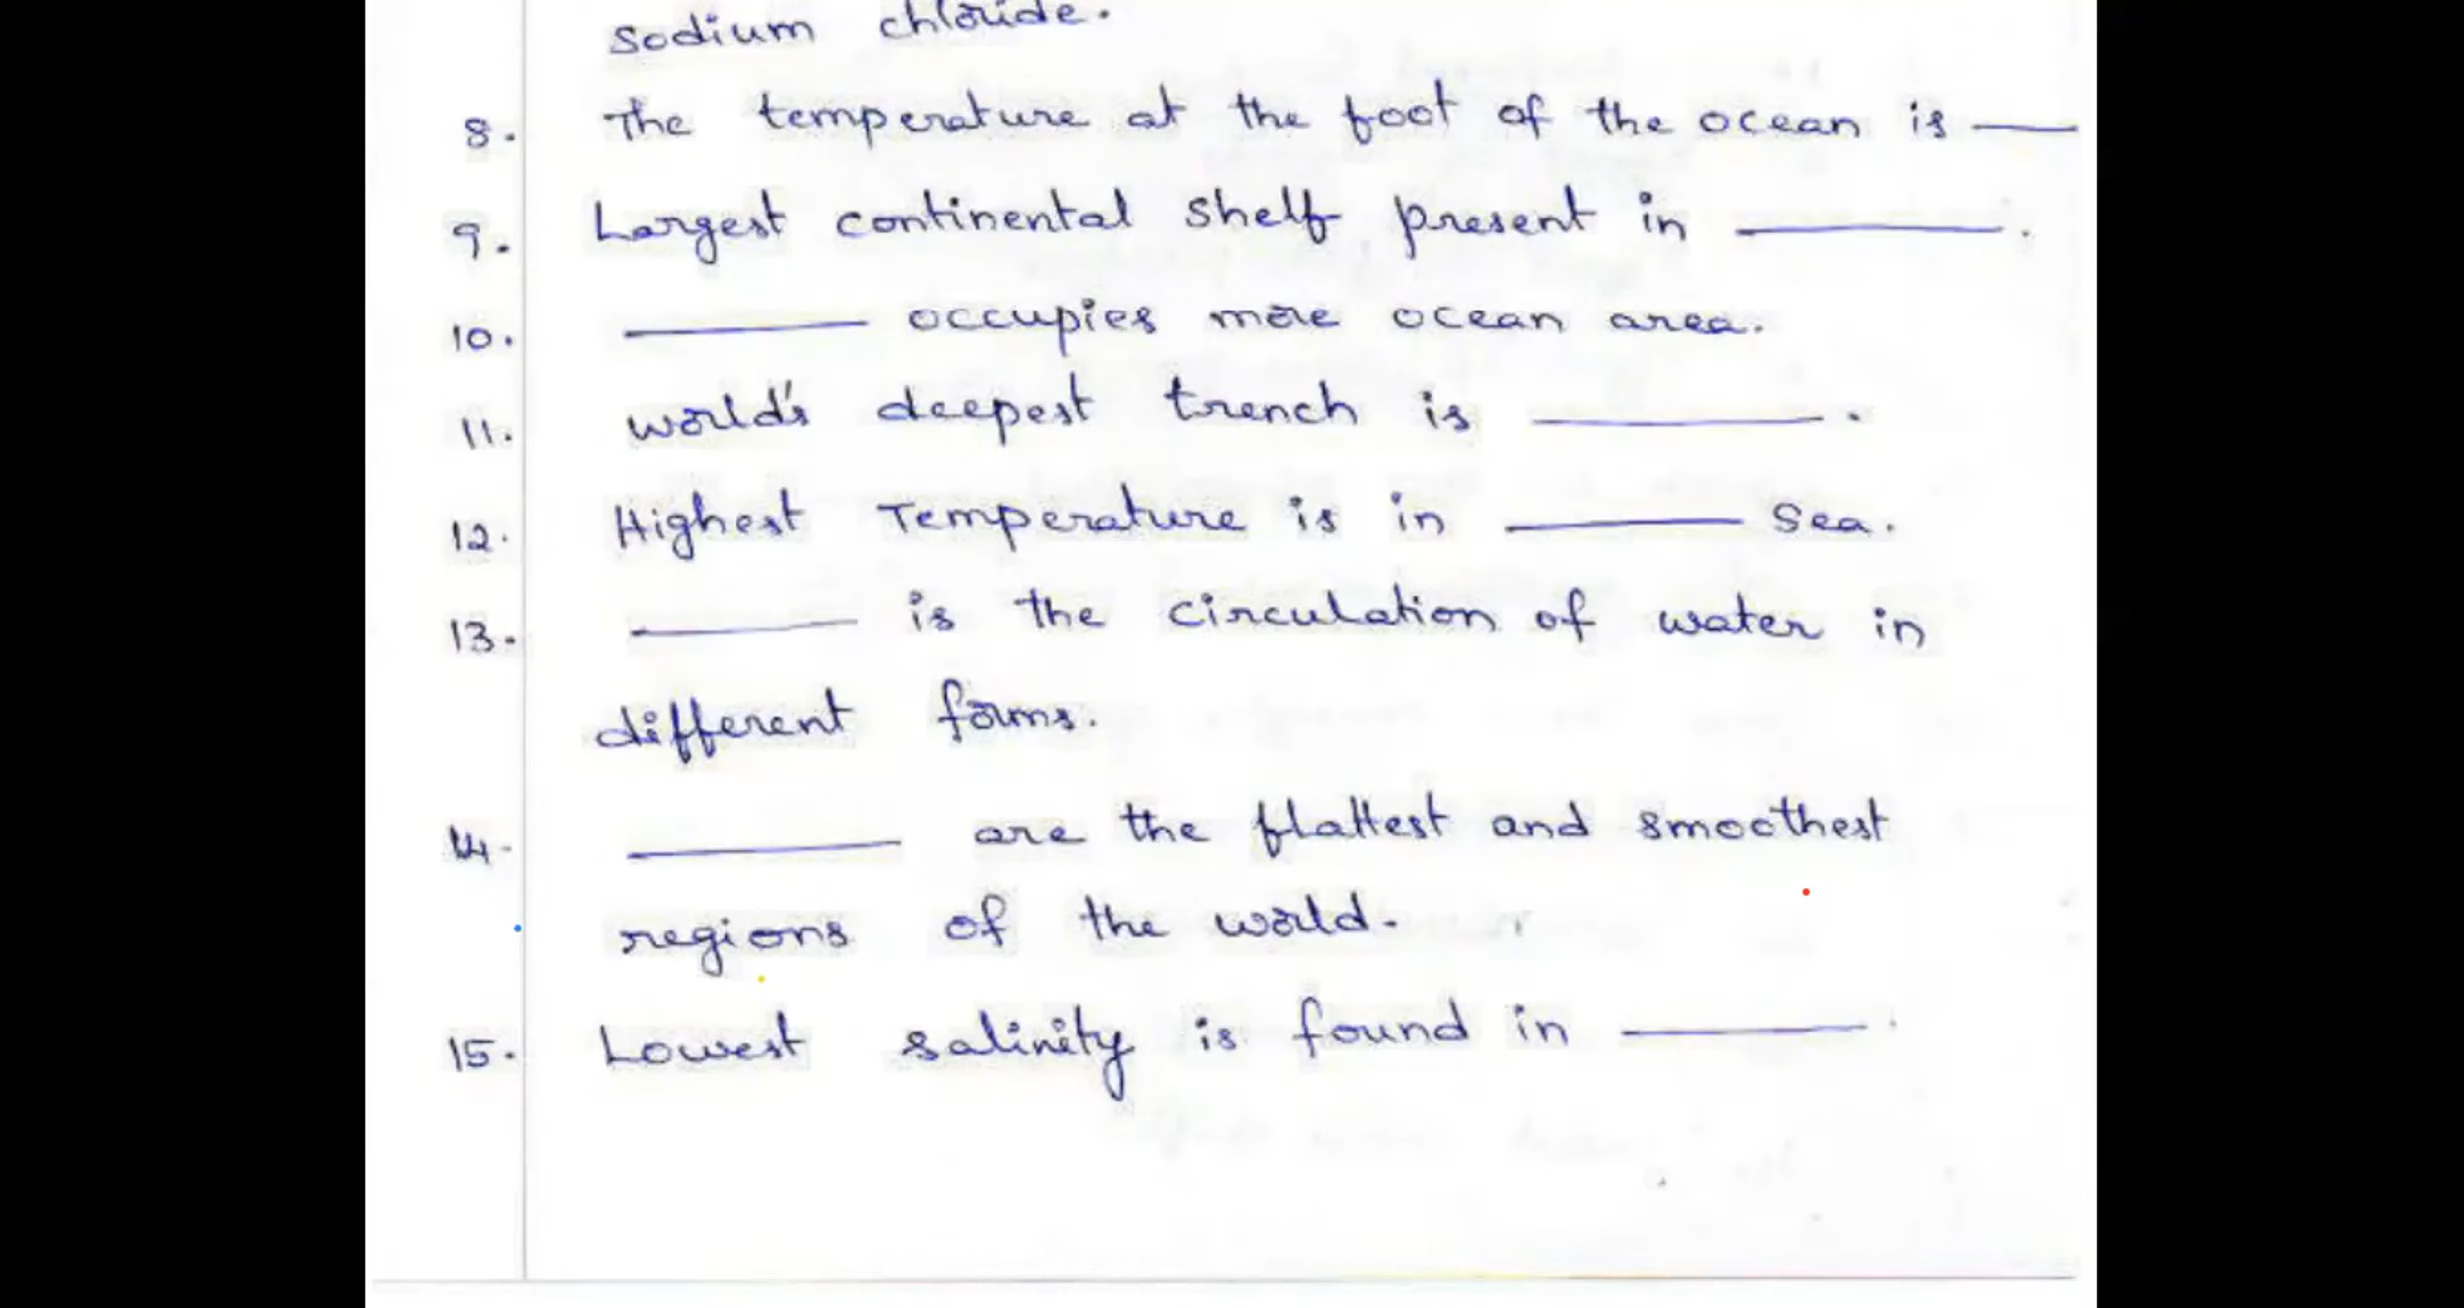 sodium chloride.
8. The temperature at the foot of the ocean is ___
9. Largest continental shelf present in ___.
10. ___ occupies more ocean area.
11. world's deepest trench is ___.
12. Highest Temperature is in ___ Sea.
13. ___ is the circulation of water in
different forms.
14. ___ are the flattest and smoothest
regions of the world.
15. Lowest salinity is found in ___.